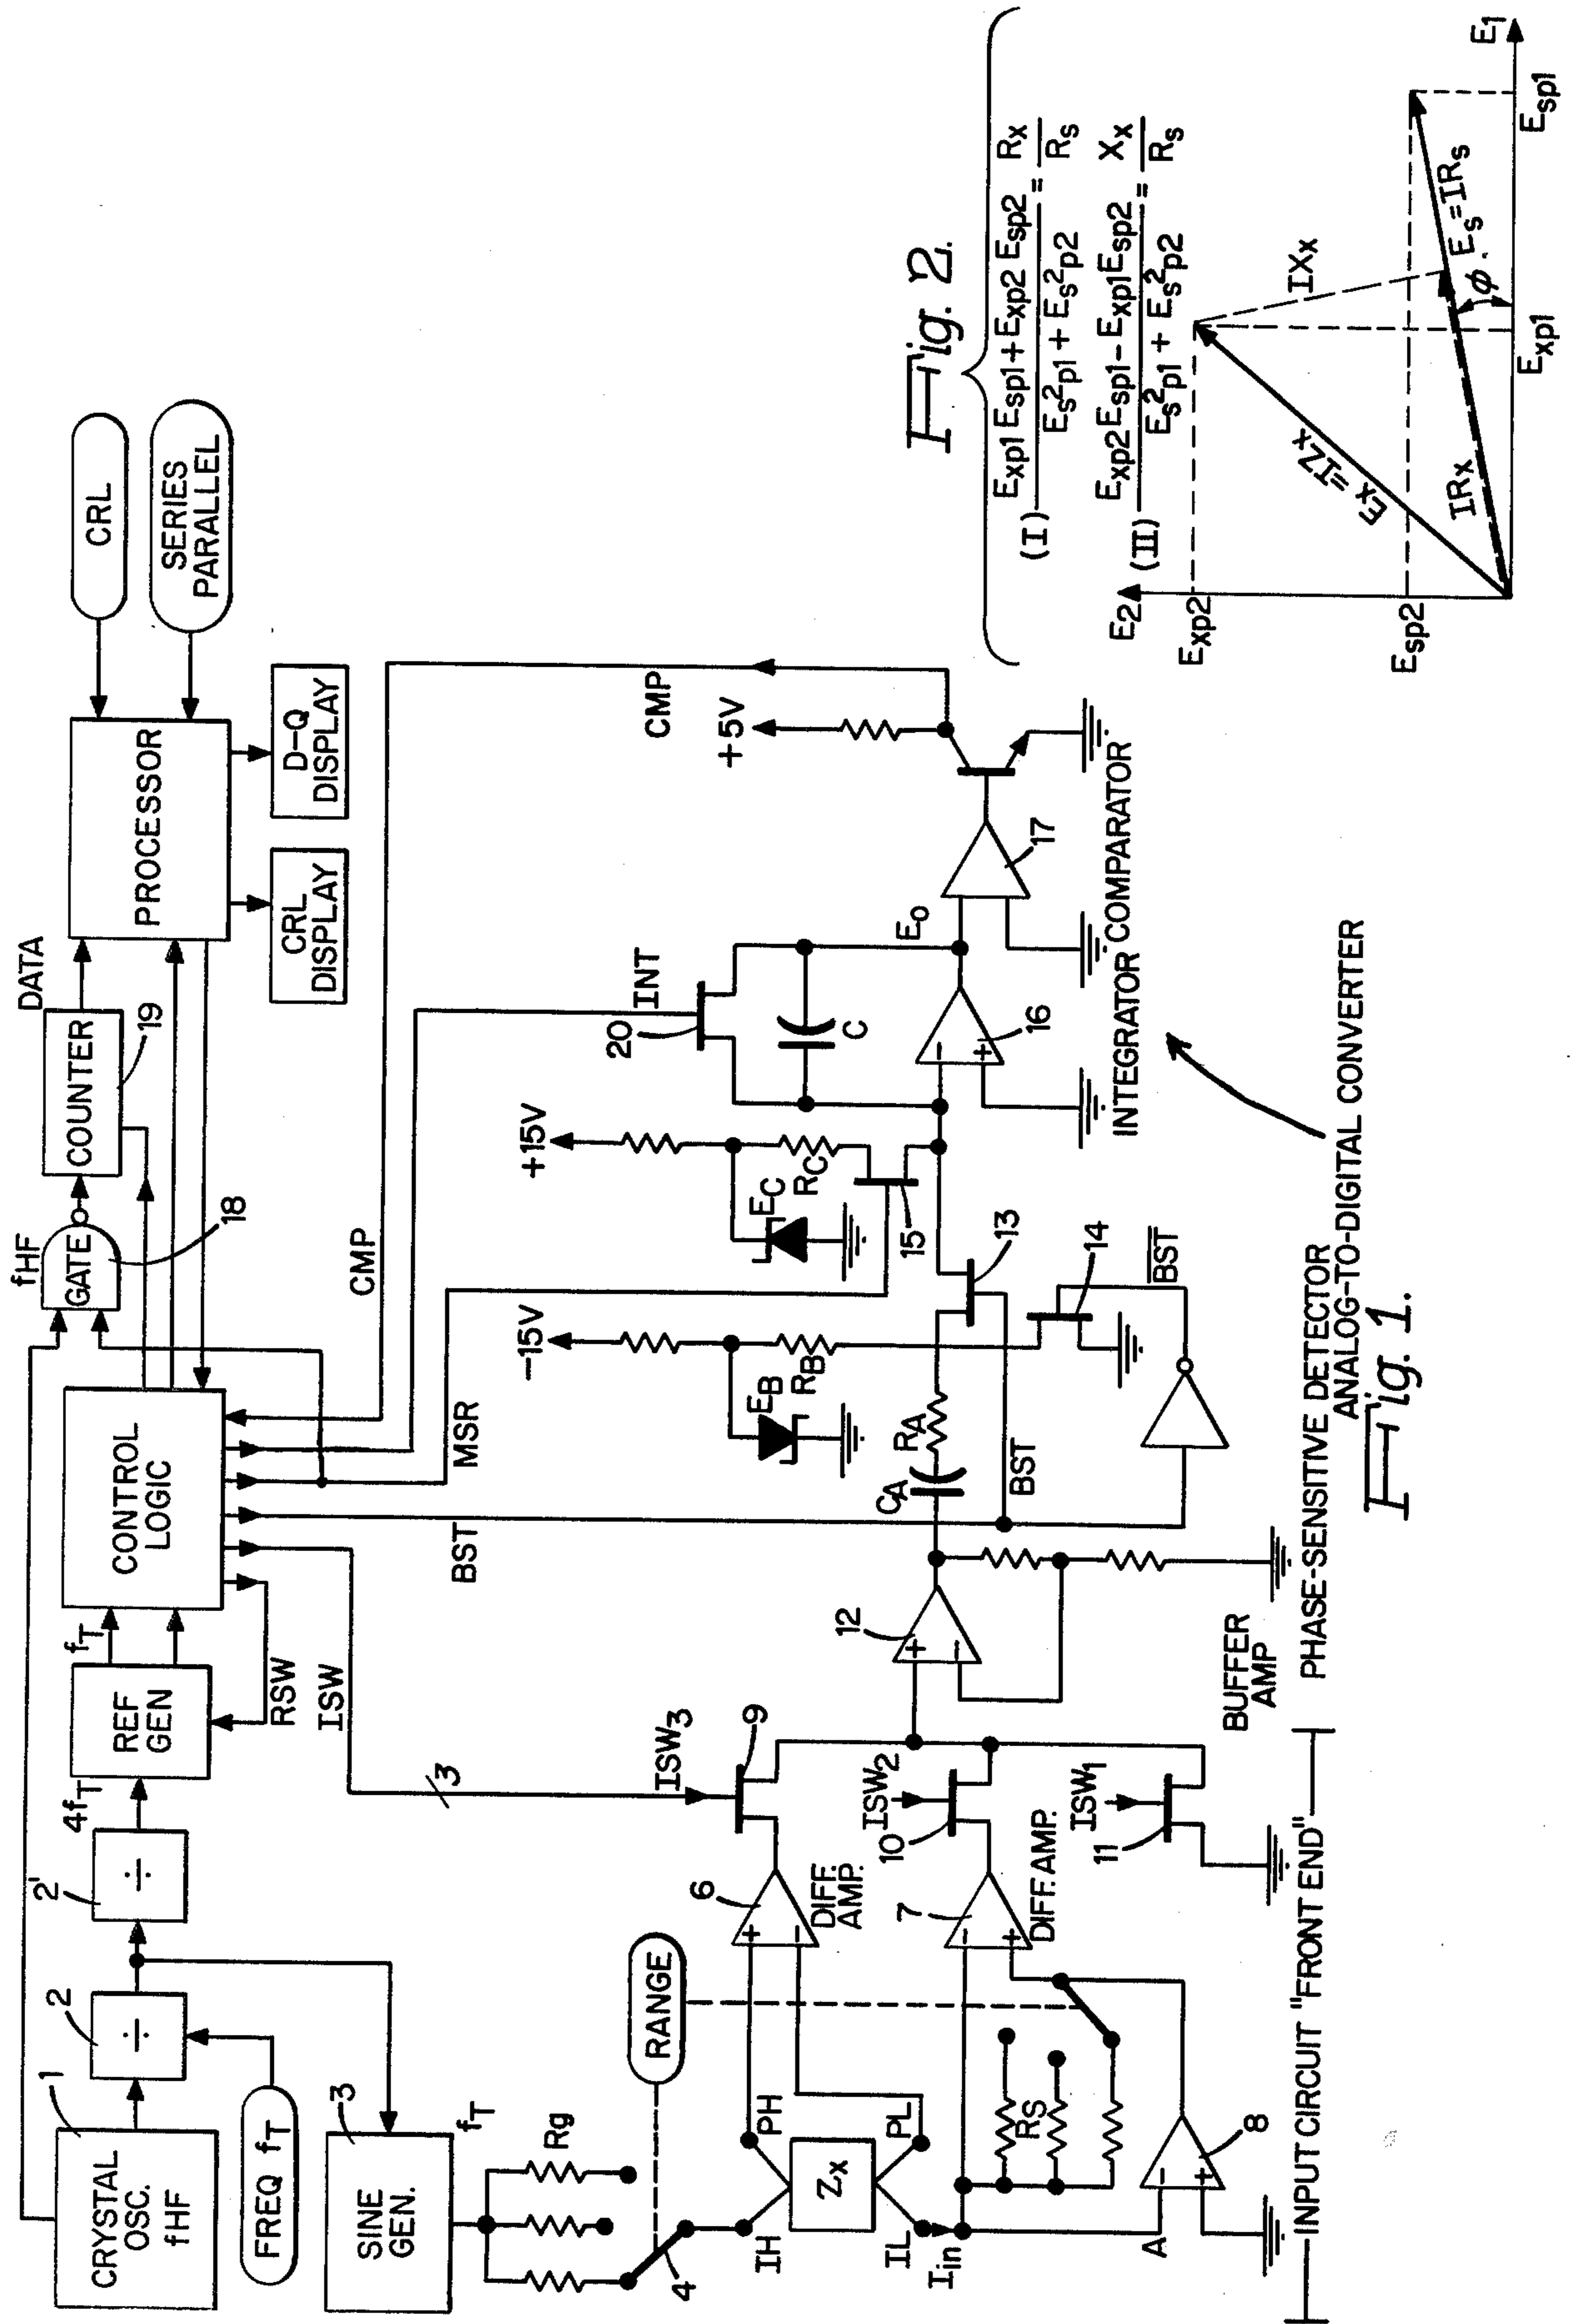 CRYSTAL
OSC.
fHF
1
2
÷
FREQ fT
2'
÷
4fT
REF
GEN
fT
RSW
ISW
CONTROL
LOGIC
fHF
GATE
18
COUNTER
19
DATA
PROCESSOR
CRL
SERIES
PARALLEL
CRL
DISPLAY
D-Q
DISPLAY
SINE
GEN.
3
fT
Rg
4
RANGE
IH
PH
Zx
IL
PL
Iin
A
RS
8
+
−
6
+
−
DIFF.
AMP.
7
−
+
DIFF. AMP.
3
ISW3
9
ISW2
10
ISW1
11
12
+
−
BUFFER
AMP
BST
MSR
CMP
CA
RA
BST
-15V
EB
RB
+15V
EC
RC
13
14
BST
15
20
INT
C
−
+
16
EO
17
+5V
CMP
INTEGRATOR
COMPARATOR
INPUT CIRCUIT "FRONT END"
PHASE-SENSITIVE DETECTOR
ANALOG-TO-DIGITAL CONVERTER
Fig. 1.
Fig. 2.
(I) Exp1 Esp1 + Exp2 Esp2 / Es²p1 + Es²p2 = Rx / Rs
(II) Exp2 Esp1 − Exp1 Esp2 / Es²p1 + Es²p2 = Xx / Rs
E2
Exp2
Esp2
Ex=IZx
IXx
IRx
Es=IRs
ϕ
Exp1
Esp1
E1